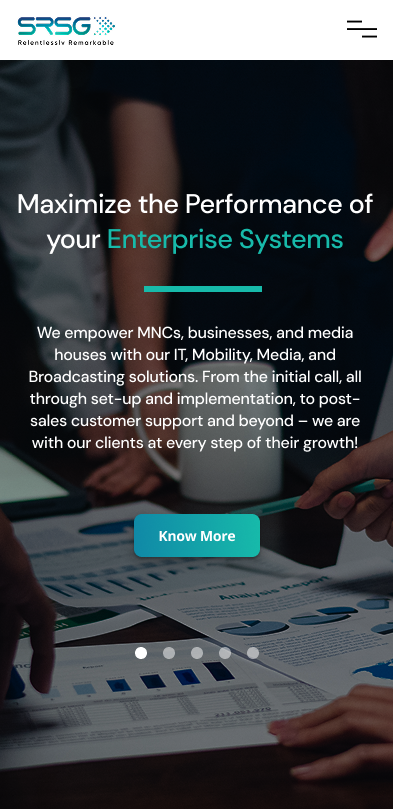 SRSG
Relentlessly Remarkable
Maximize the Performance of
your Enterprise Systems
We empower MNCs, businesses, and media
houses with our IT, Mobility, Media, and
Broadcasting solutions. From the initial call, all
through set-up and implementation, to post-
sales customer support and beyond – we are
with our clients at every step of their growth!
Know More
Analysis Report